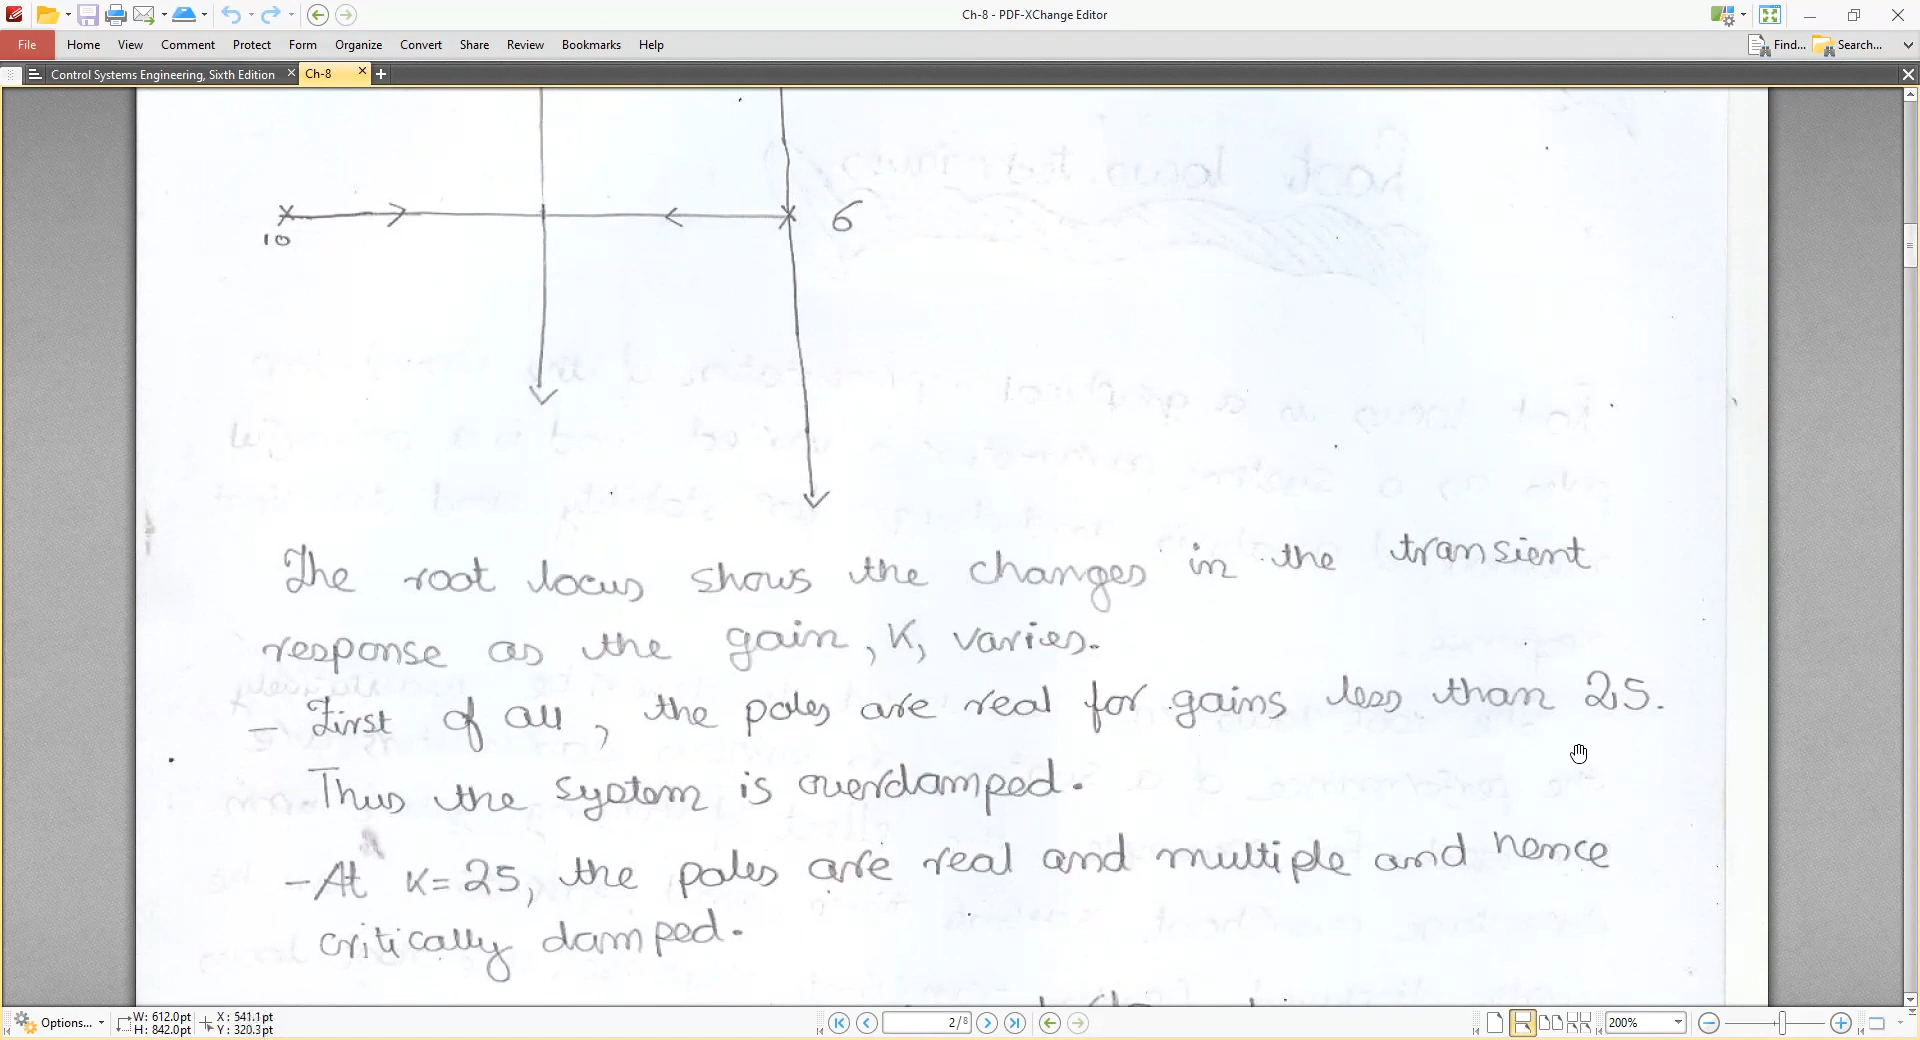 Ch-8 - PDF-XChange Editor
File Home View Comment Protect Form Organize Convert Share Review Bookmarks Help Find... Search...
Control Systems Engineering, Sixth Edition Ch-8
10
6
The root locus shows the changes in the transient
response as the gain, K, varies.
- First of all, the poles are real for gains less than 25.
Thus the system is overdamped.
- At K = 25, the poles are real and multiple and hence
critically damped.
Options... W: 612.0pt H: 842.0pt X: 541.1pt Y: 320.3pt 2/8 200%